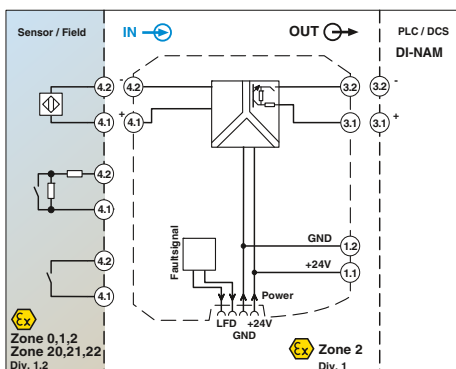 Sensor / Field
IN
OUT
PLC / DCS
DI-NAM
4.2
-
4.2
3.2
3.2
-
4.1
+
4.1
3.1
3.1
+
4.2
4.1
Faultsignal
GND
1.2
+24V
1.1
4.2
4.1
Power
LFD
+24V
GND
Ex
Zone 0,1,2
Zone 20,21,22
Div. 1,2
Ex
Zone 2
Div. 1